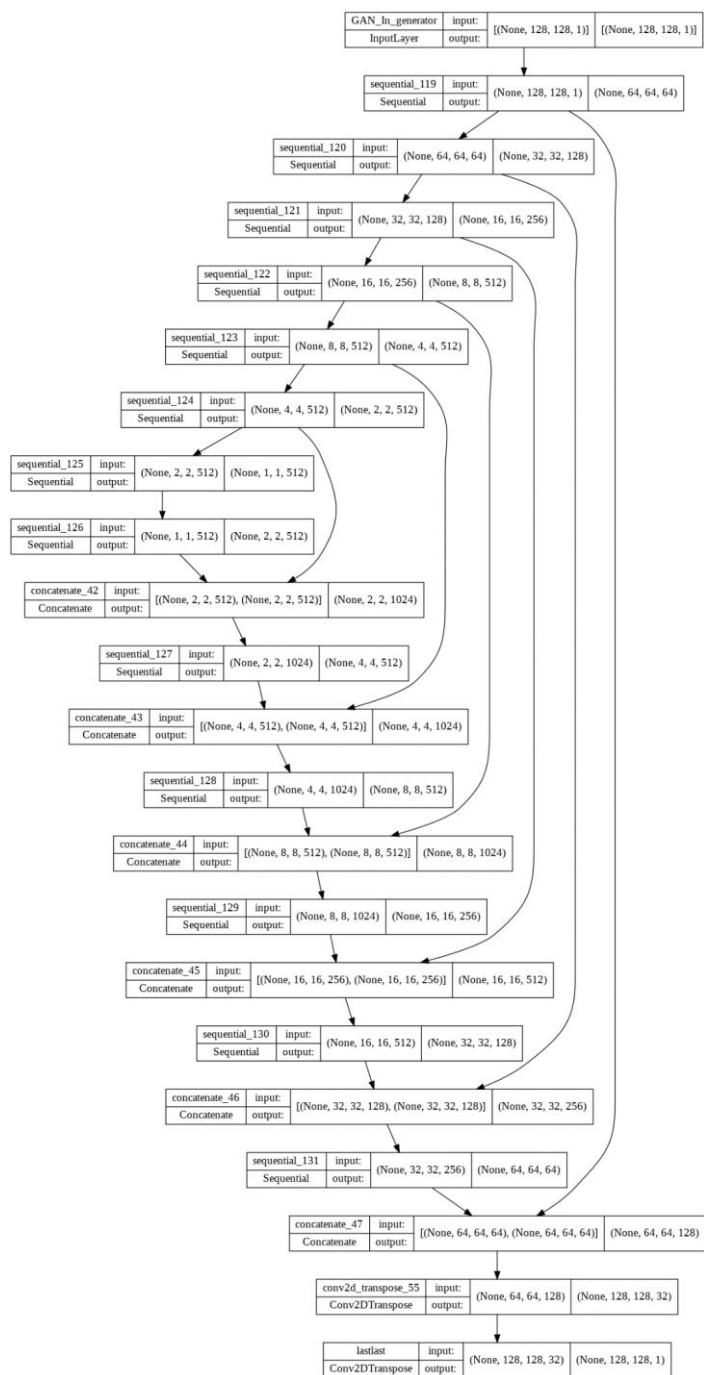 GAN_In_generator input: [(None, 128, 128, 1)] [(None, 128, 128, 1)]
InputLayer output:
sequential_119 input: (None, 128, 128, 1) (None, 64, 64, 64)
Sequential output:
sequential_120 input: (None, 64, 64, 64) (None, 32, 32, 128)
Sequential output:
sequential_121 input: (None, 32, 32, 128) (None, 16, 16, 256)
Sequential output:
sequential_122 input: (None, 16, 16, 256) (None, 8, 8, 512)
Sequential output:
sequential_123 input: (None, 8, 8, 512) (None, 4, 4, 512)
Sequential output:
sequential_124 input: (None, 4, 4, 512) (None, 2, 2, 512)
Sequential output:
sequential_125 input: (None, 2, 2, 512) (None, 1, 1, 512)
Sequential output:
sequential_126 input: (None, 1, 1, 512) (None, 2, 2, 512)
Sequential output:
concatenate_42 input: [(None, 2, 2, 512), (None, 2, 2, 512)] (None, 2, 2, 1024)
Concatenate output:
sequential_127 input: (None, 2, 2, 1024) (None, 4, 4, 512)
Sequential output:
concatenate_43 input: [(None, 4, 4, 512), (None, 4, 4, 512)] (None, 4, 4, 1024)
Concatenate output:
sequential_128 input: (None, 4, 4, 1024) (None, 8, 8, 512)
Sequential output:
concatenate_44 input: [(None, 8, 8, 512), (None, 8, 8, 512)] (None, 8, 8, 1024)
Concatenate output:
sequential_129 input: (None, 8, 8, 1024) (None, 16, 16, 256)
Sequential output:
concatenate_45 input: [(None, 16, 16, 256), (None, 16, 16, 256)] (None, 16, 16, 512)
Concatenate output:
sequential_130 input: (None, 16, 16, 512) (None, 32, 32, 128)
Sequential output:
concatenate_46 input: [(None, 32, 32, 128), (None, 32, 32, 128)] (None, 32, 32, 256)
Concatenate output:
sequential_131 input: (None, 32, 32, 256) (None, 64, 64, 64)
Sequential output:
concatenate_47 input: [(None, 64, 64, 64), (None, 64, 64, 64)] (None, 64, 64, 128)
Concatenate output:
conv2d_transpose_55 input: (None, 64, 64, 128) (None, 128, 128, 32)
Conv2DTranspose output:
lastlast input: (None, 128, 128, 32) (None, 128, 128, 1)
Conv2DTranspose output: